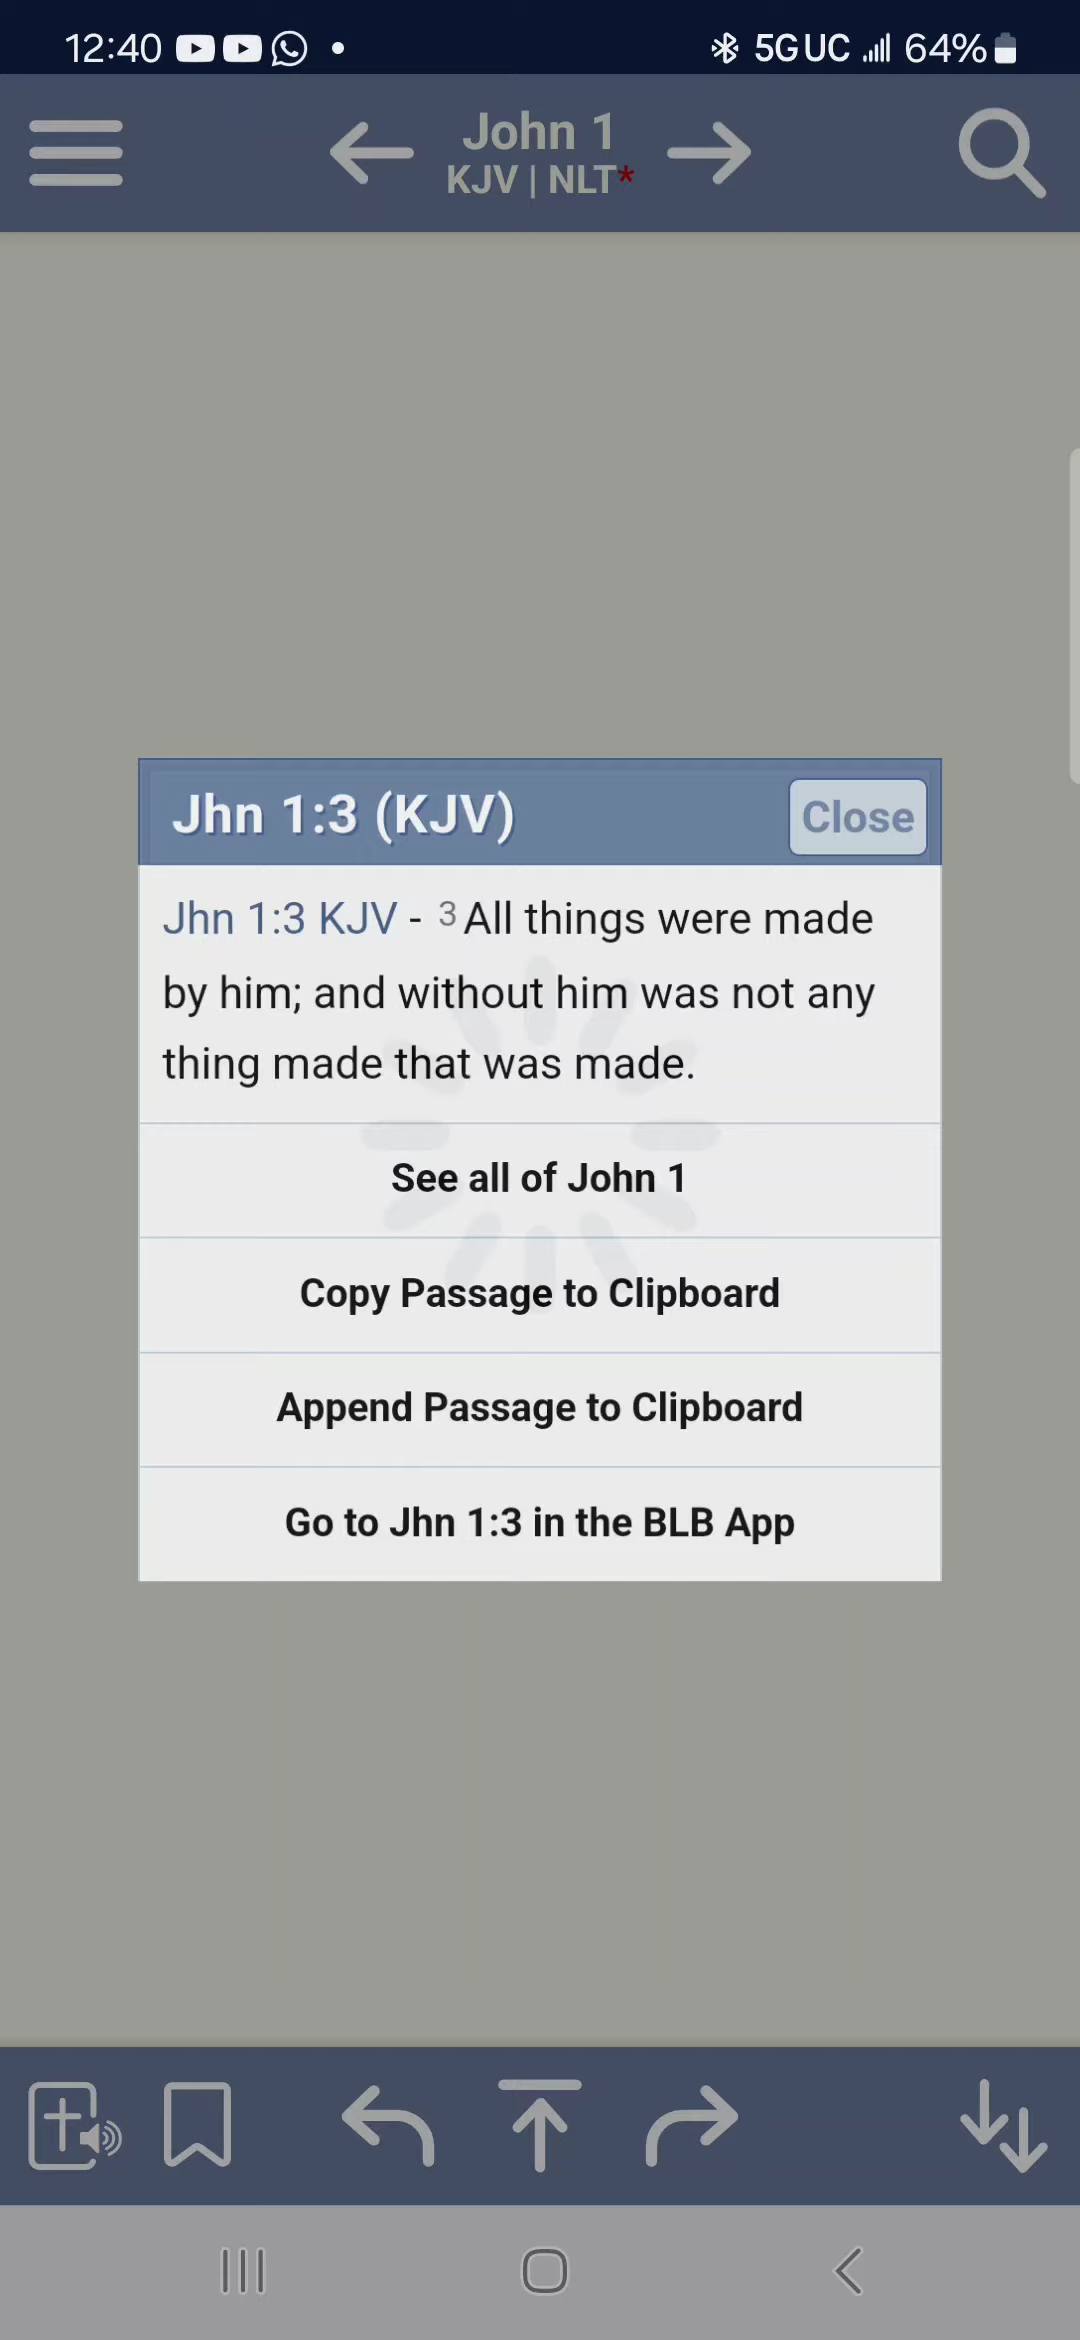 12:40 5G UC 64%
John 1
KJV | NLT*
Jhn 1:3 (KJV) Close
Jhn 1:3 KJV - 3 All things were made
by him; and without him was not any
thing made that was made.
See all of John 1
Copy Passage to Clipboard
Append Passage to Clipboard
Go to Jhn 1:3 in the BLB App